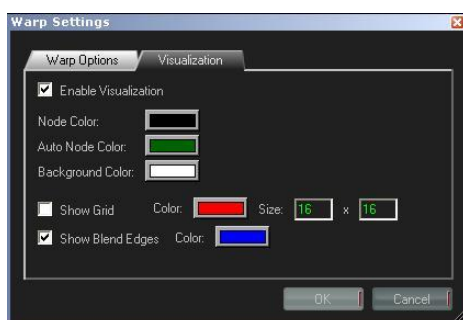 Warp Settings
Warp Options Visualization
Enable Visualization
Node Color:
Auto Node Color:
Background Color:
Show Grid Color: Size: 16 x 16
Show Blend Edges Color:
OK Cancel